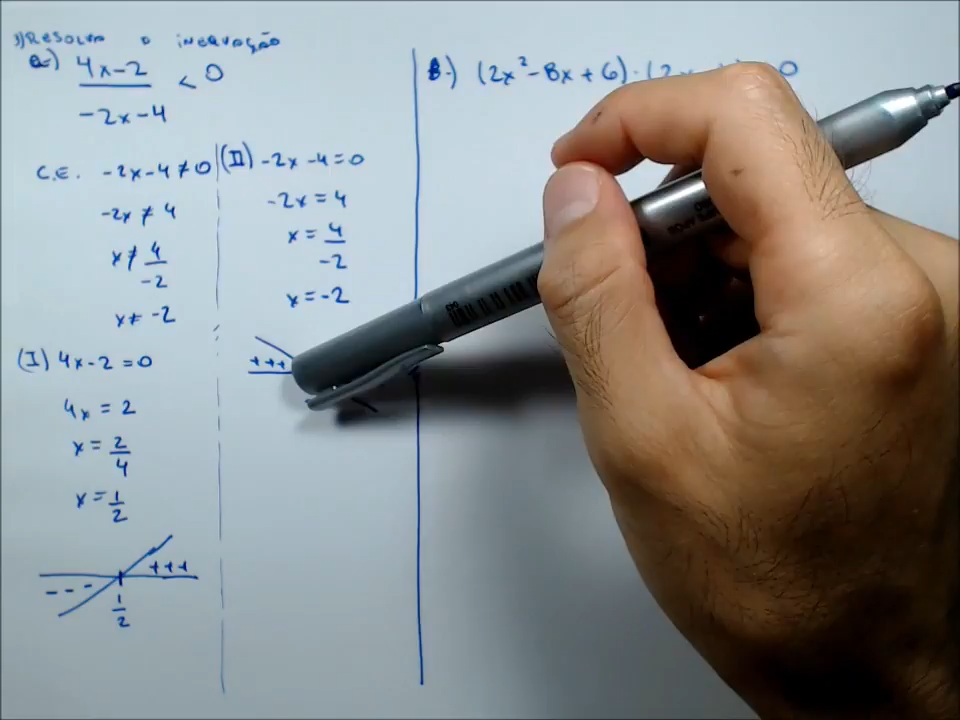 1) RESOLVA A INEQUAÇÃO
a-) 4x-2
-2x-4
< 0
C.E. -2x-4 ≠ 0
-2x ≠ 4
x ≠ 4
-2
x ≠ -2
(I) 4x-2=0
4x = 2
x = 2
4
x = 1
2
- - - + + +
1
2
(II) -2x-4=0
-2x = 4
x = 4
-2
x = -2
+ + +
B-) (2x² - 8x + 6) · (2x
0